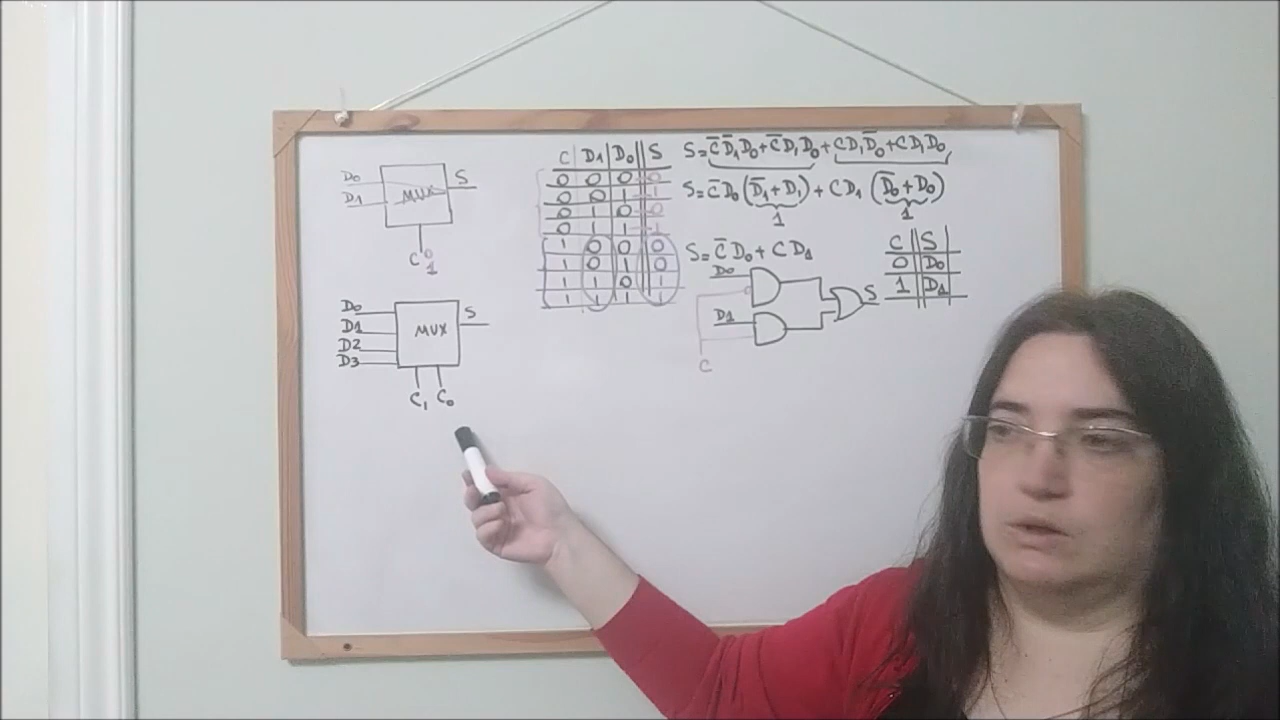 D0
D1
MUX
S
C 0
1
D0
D1
D2
D3
MUX
S
C1 C0
C D1 D0 S
0 0 0 0
0 0 1 1
0 1 0 0
0 1 1 1
1 0 0 0
1 0 1 0
1 1 0 1
1 1 1 1
S=C̅D̅1D0+C̅D1D0+CD1D̅0+CD1D0
S=C̅D0(D̅1+D1)+CD1(D̅0+D0)
1 1
S=C̅D0+CD1
D0
D1
C
S
C S
0 D0
1 D1